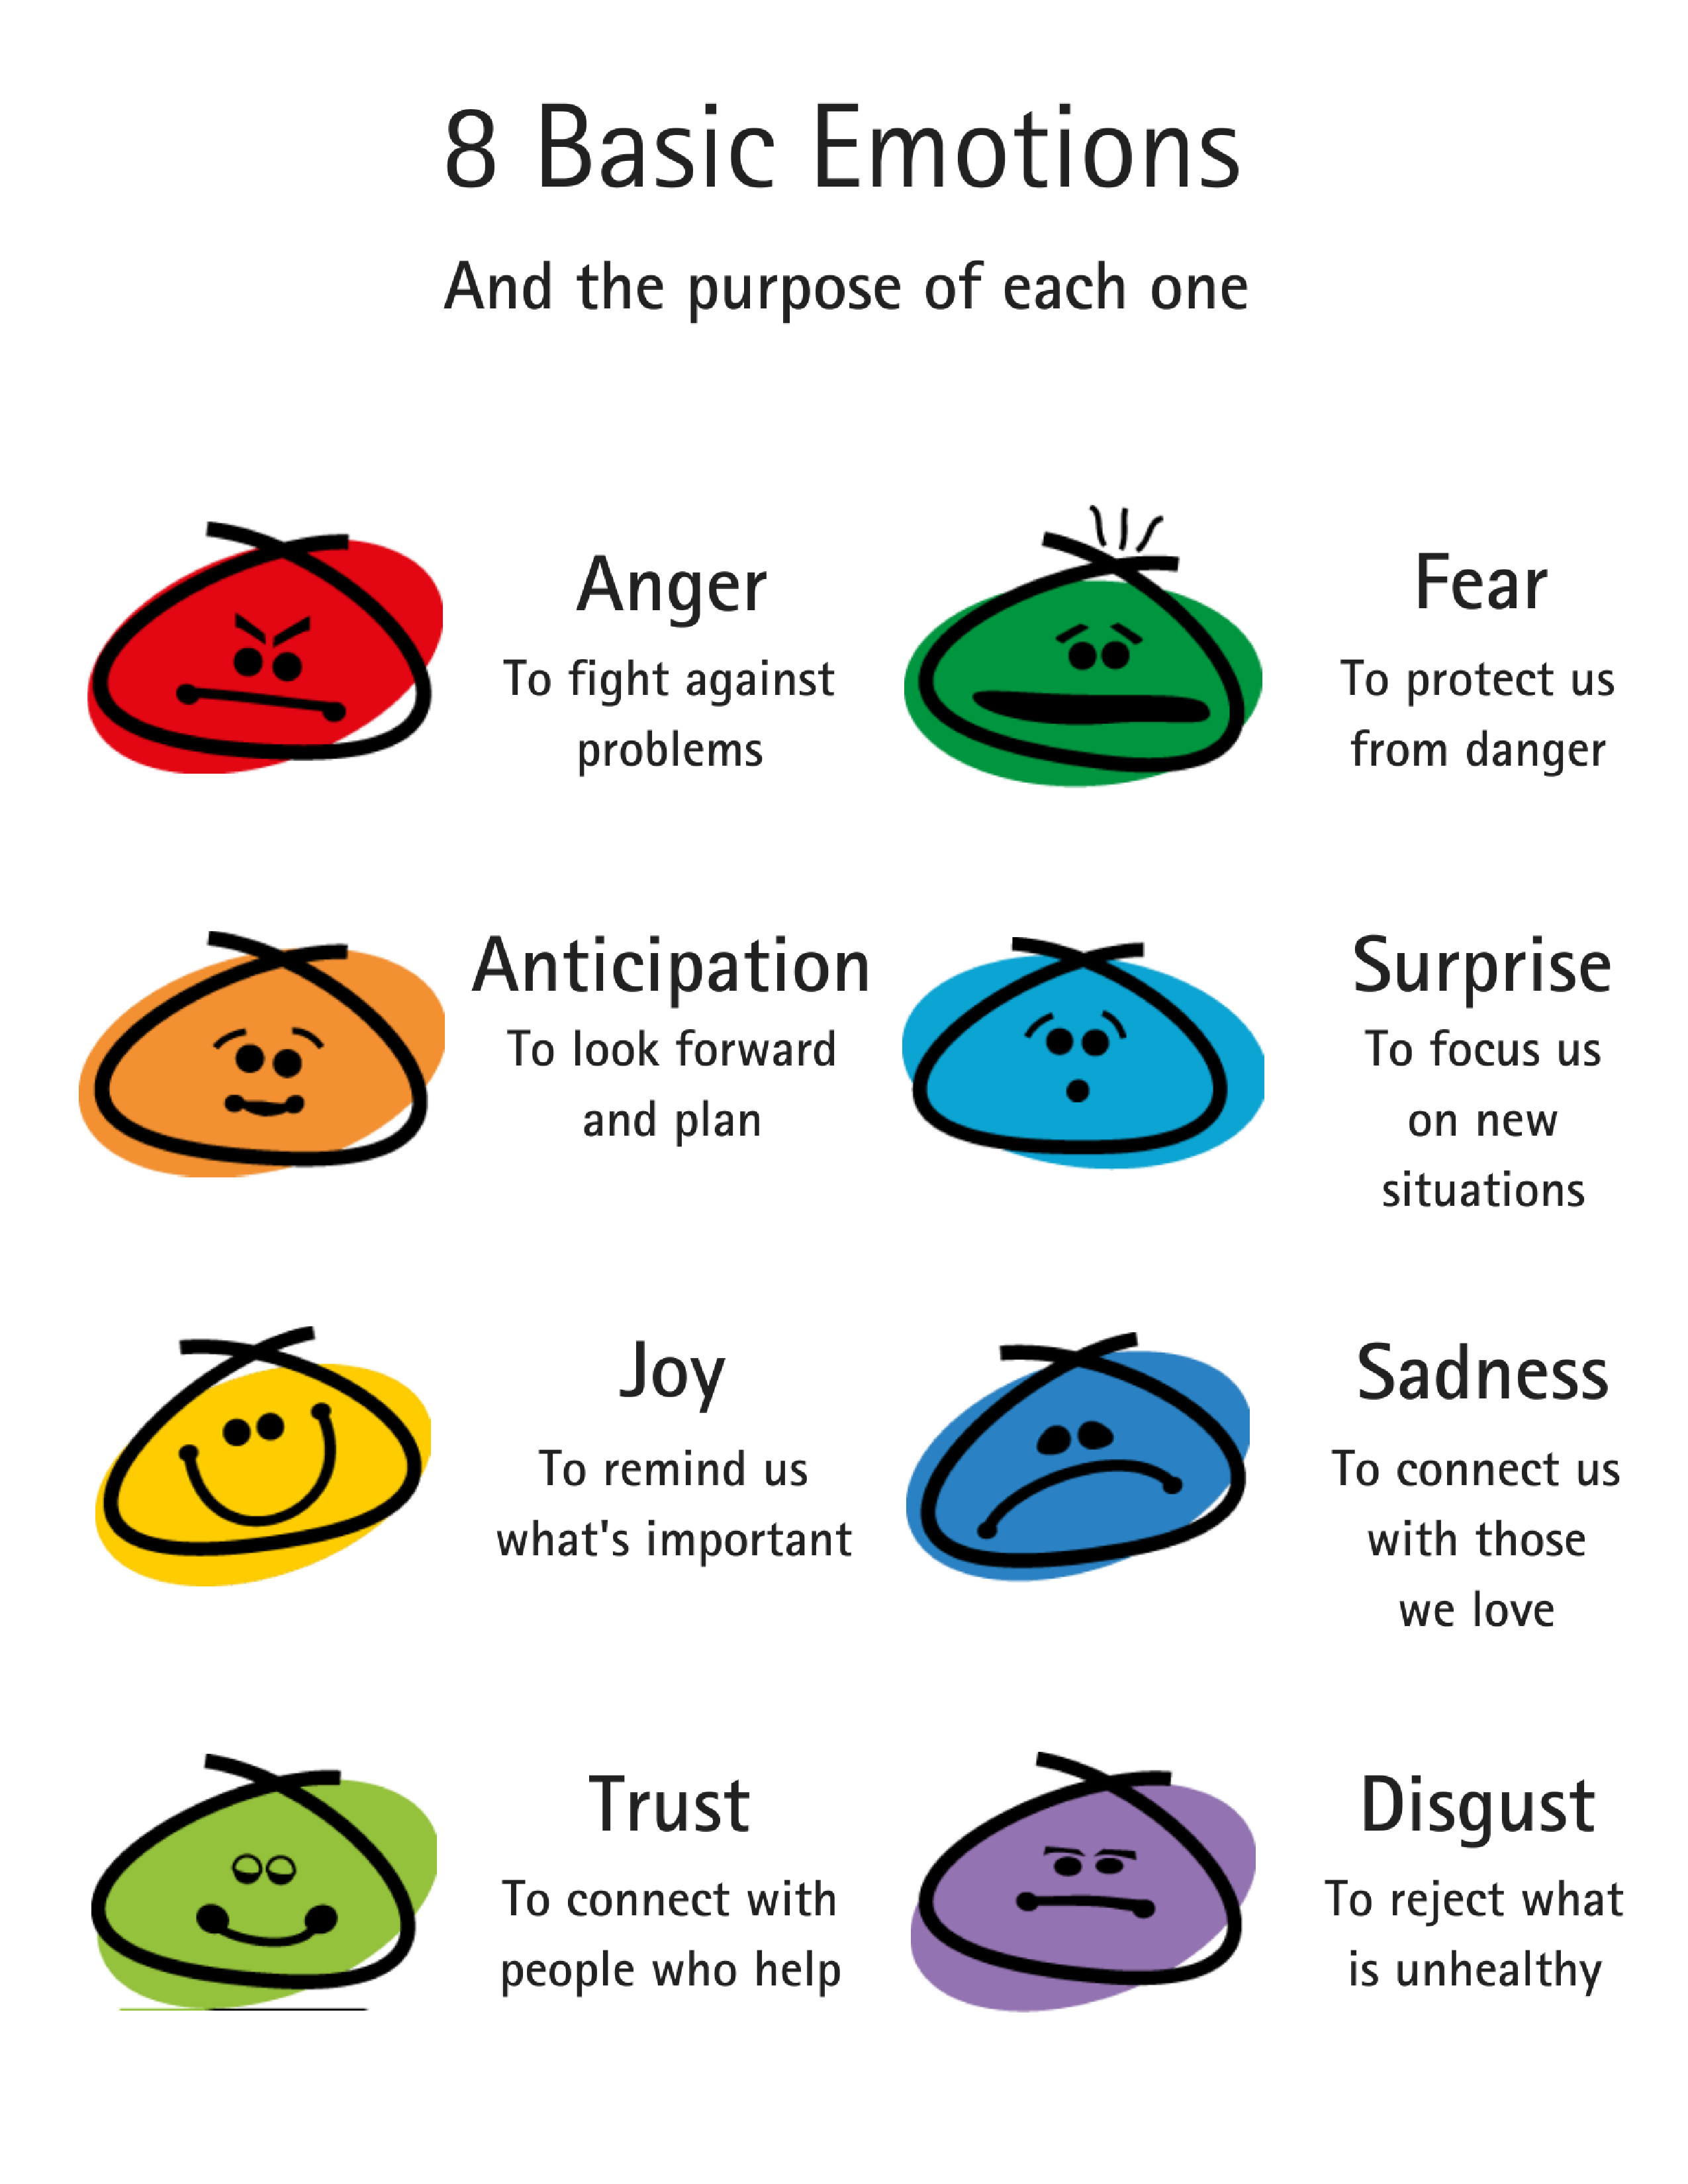 8 Basic Emotions
And the purpose of each one
Anger
To fight against
problems
Fear
To protect us
from danger
Anticipation
To look forward
and plan
Surprise
To focus us
on new
situations
Joy
To remind us
what's important
Sadness
To connect us
with those
we love
Trust
To connect with
people who help
Disgust
To reject what
is unhealthy